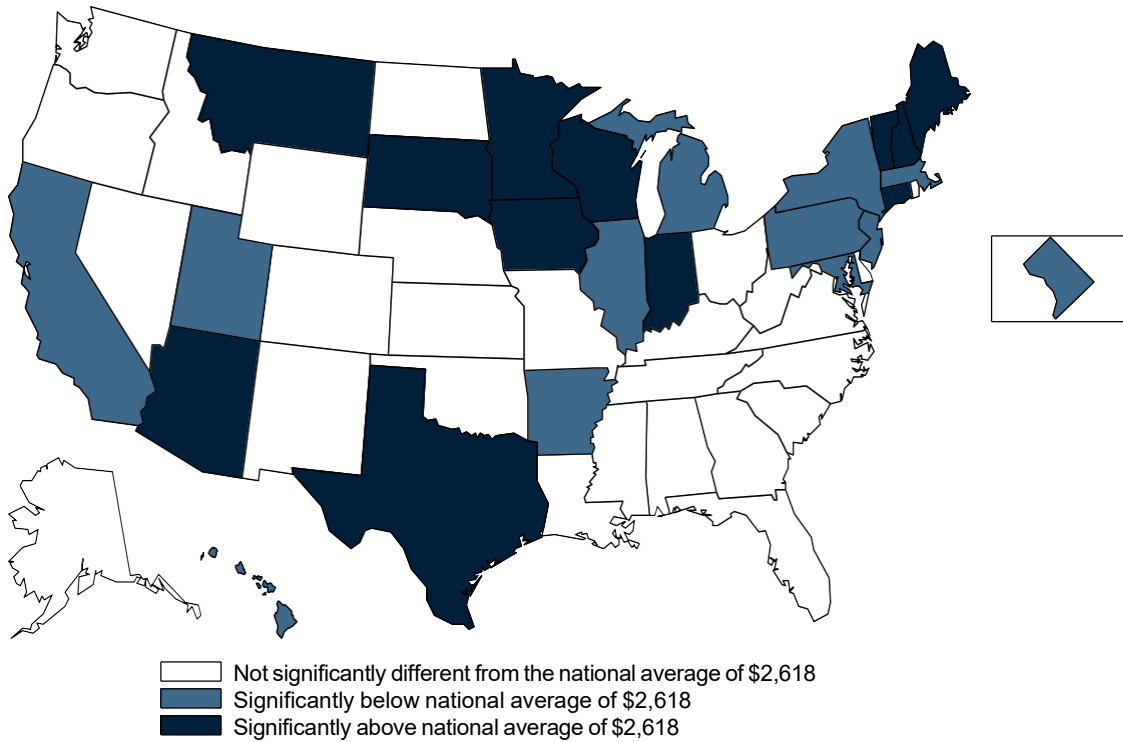 Not significantly different from the national average of $2,618
Significantly below national average of $2,618
Significantly above national average of $2,618